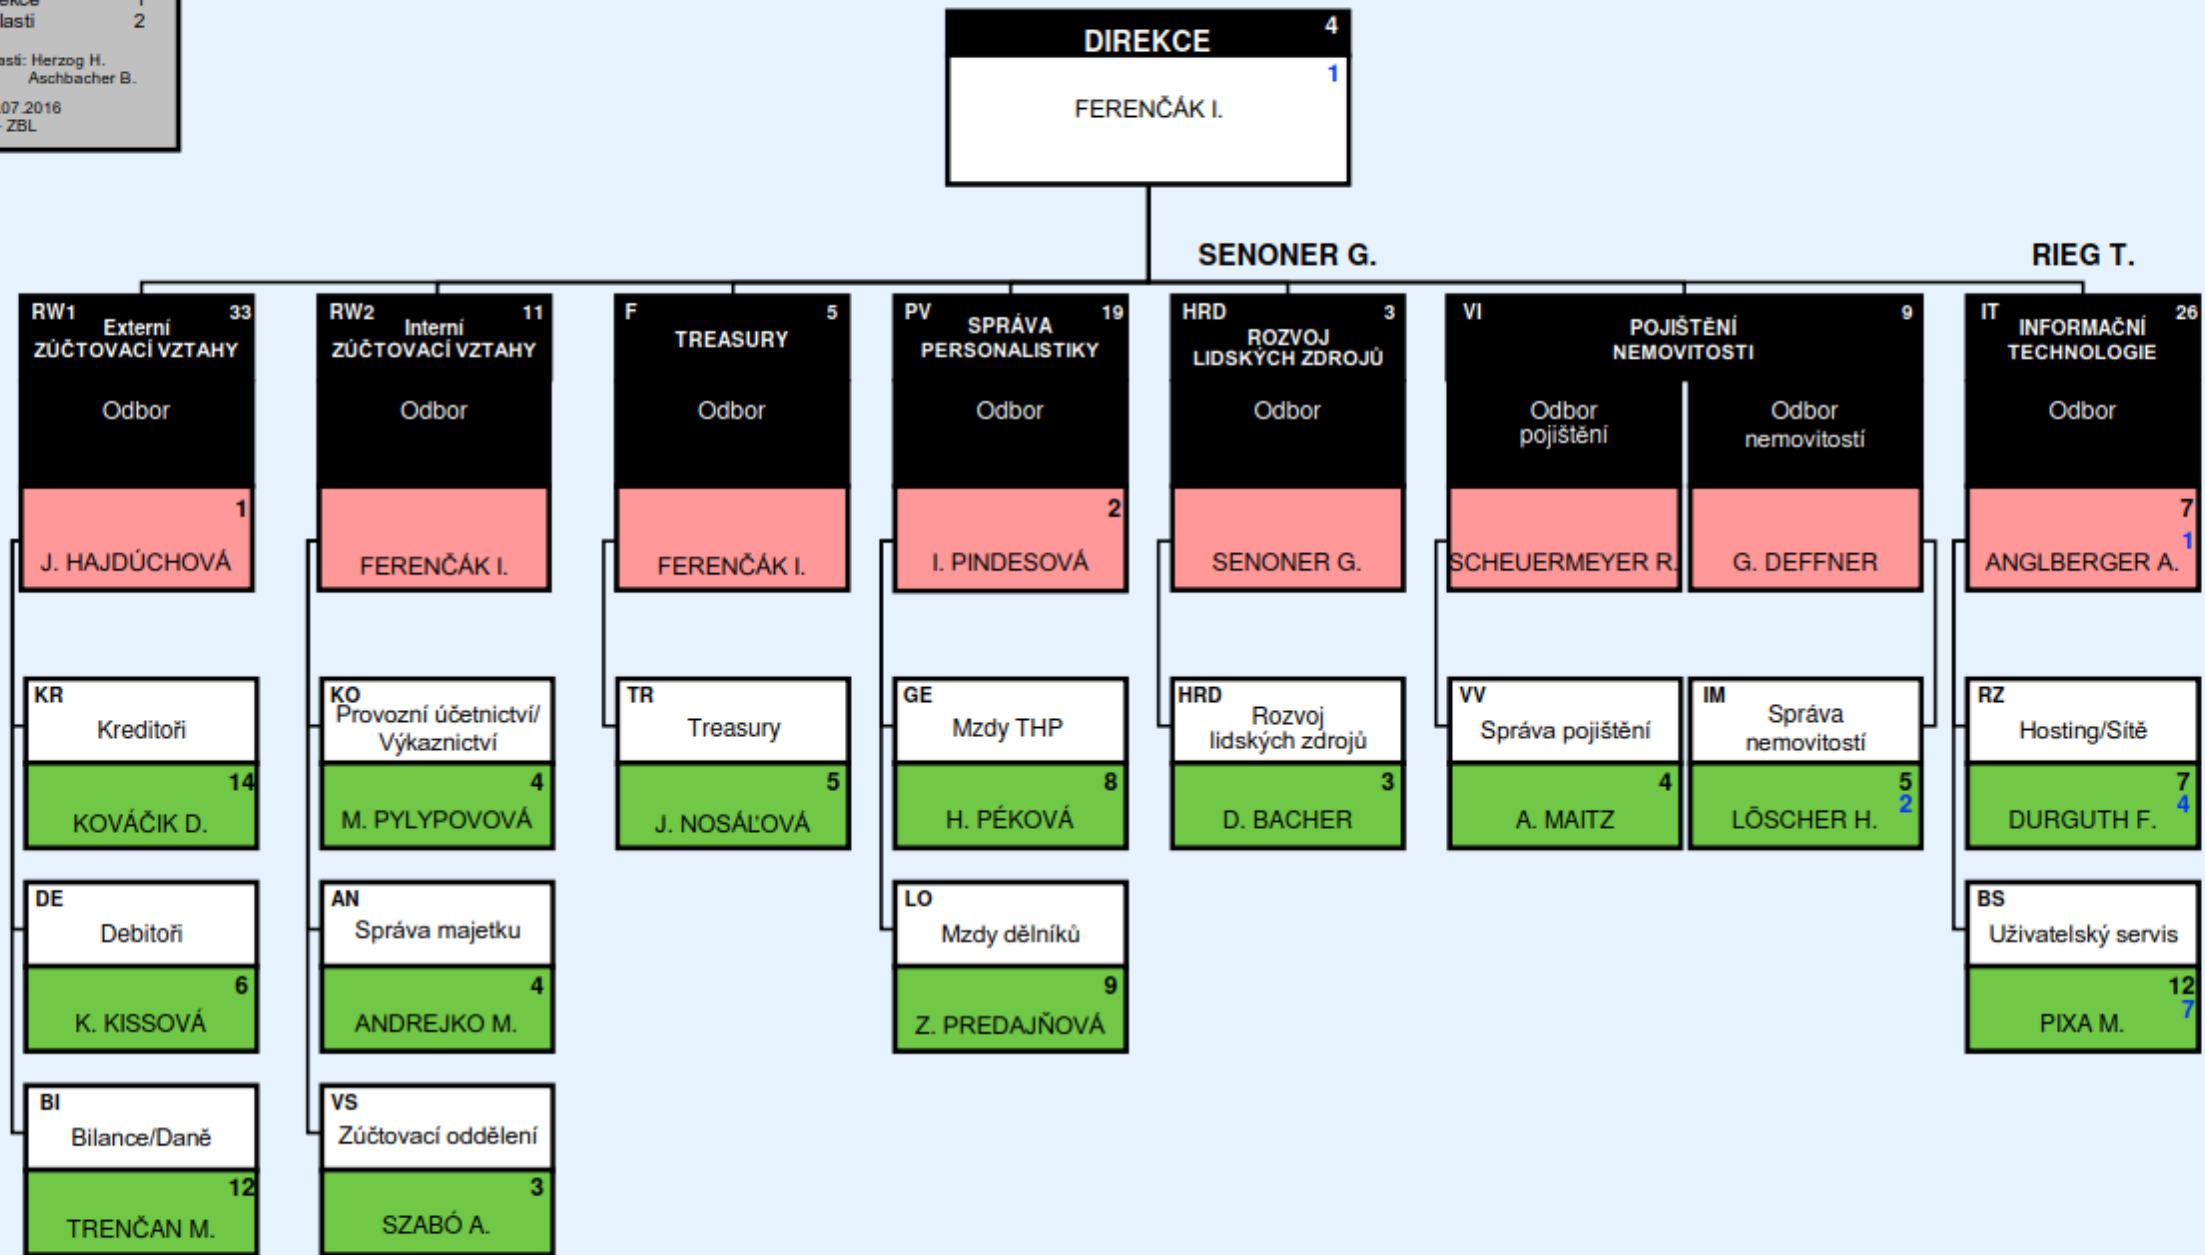 2
Herzog H.
Aschbacher B.
07.2016
ZBL
DIREKCE 4
1
FERENČÁK I.
SENONER G.
RIEG T.
RW1 33
Externí
ZÚČTOVACÍ VZTAHY
Odbor
1
J. HAJDÚCHOVÁ
KR
Kreditoři
14
KOVÁČIK D.
DE
Debitoři
6
K. KISSOVÁ
BI
Bilance/Daně
12
TRENČAN M.
RW2 11
Interní
ZÚČTOVACÍ VZTAHY
Odbor
FERENČÁK I.
KO
Provozní účetnictví/
Výkaznictví
4
M. PYLYPOVOVÁ
AN
Správa majetku
4
ANDREJKO M.
VS
Zúčtovací oddělení
3
SZABÓ A.
F 5
TREASURY
Odbor
FERENČÁK I.
TR
Treasury
5
J. NOSÁĽOVÁ
PV 19
SPRÁVA
PERSONALISTIKY
Odbor
2
I. PINDESOVÁ
GE
Mzdy THP
8
H. PÉKOVÁ
LO
Mzdy dělníků
9
Z. PREDAJŇOVÁ
HRD 3
ROZVOJ
LIDSKÝCH ZDROJŮ
Odbor
SENONER G.
HRD
Rozvoj
lidských zdrojů
3
D. BACHER
VI 9
POJIŠTĚNÍ
NEMOVITOSTI
Odbor
pojištění
SCHEUERMEYER R.
VV
Správa pojištění
4
A. MAITZ
Odbor
nemovitostí
G. DEFFNER
IM
Správa
nemovitostí
5
2
LÖSCHER H.
IT 26
INFORMAČNÍ
TECHNOLOGIE
Odbor
7
1
ANGLBERGER A.
RZ
Hosting/Sítě
7
4
DURGUTH F.
BS
Uživatelský servis
12
7
PIXA M.